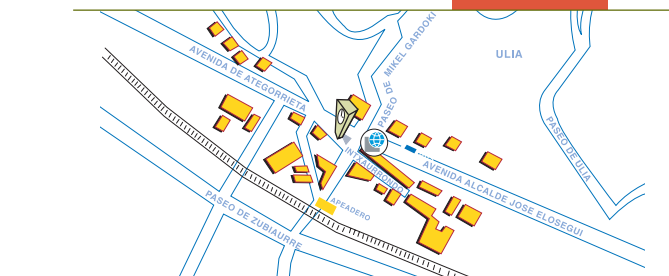 AVENIDA DE ATEGORRIETA
PASEO DE MIKEL GARDOKI
ULIA
PASEO DE ULIA
INTXAURRONDO
AVENIDA ALCALDE JOSE ELOSEGUI
APEADERO
PASEO DE ZUBIAURRE